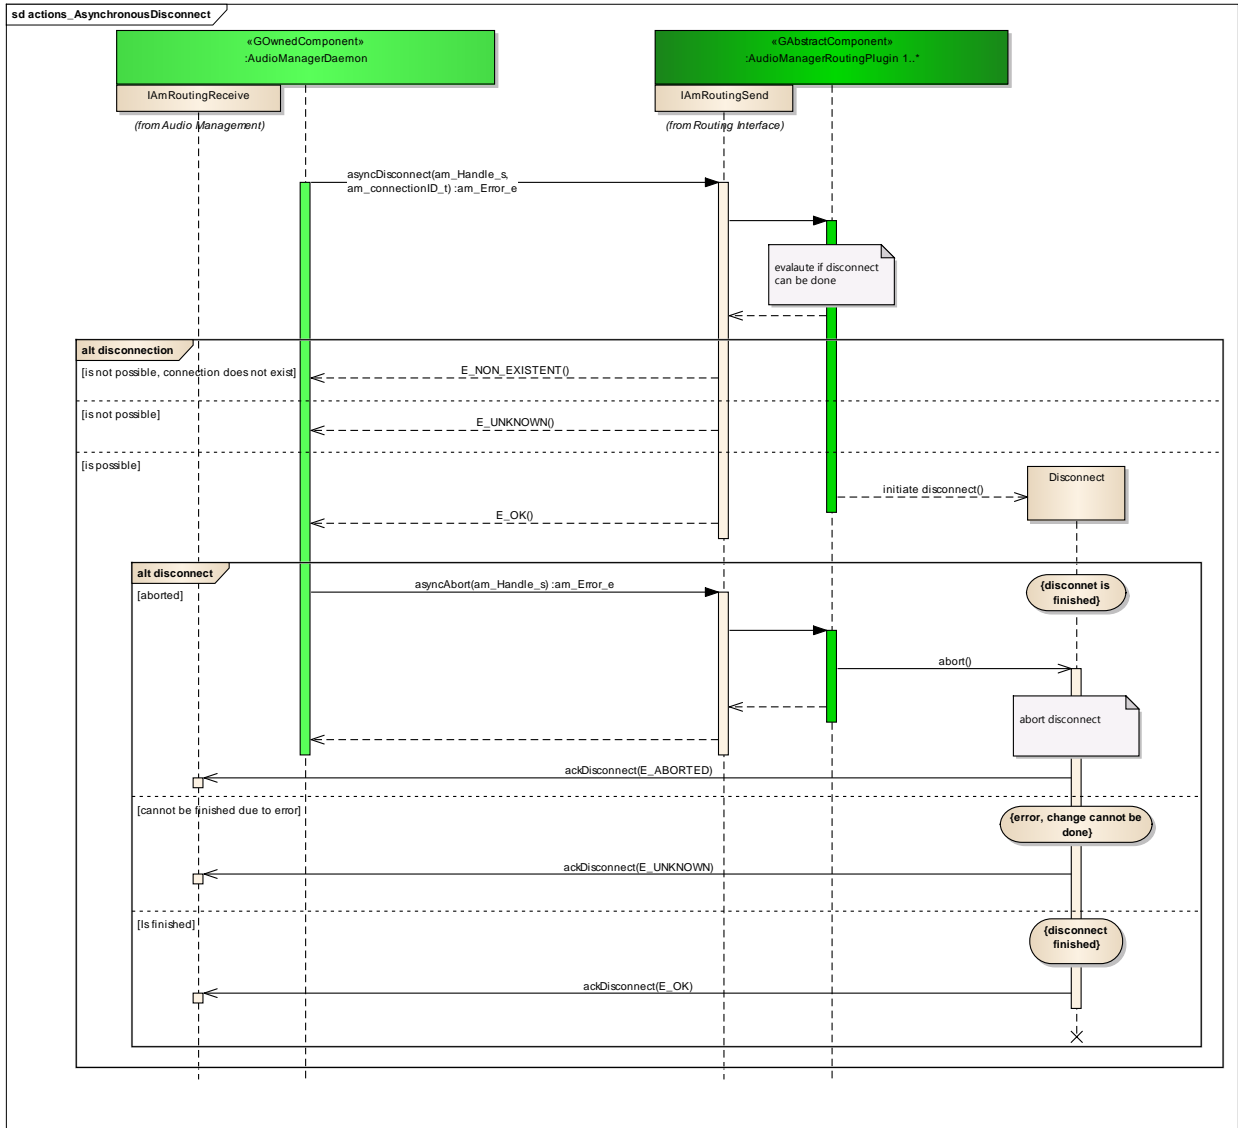 sd actions_AsynchronousDisconnect
«GOwnedComponent»
:AudioManagerDaemon
«GAbstractComponent»
:AudioManagerRoutingPlugin 1..*
IAmRoutingReceive
IAmRoutingSend
(from Audio Management)
(from Routing Interface)
asyncDisconnect(am_Handle_s,
am_connectionID_t) :am_Error_e
evalaute if disconnect
can be done
alt disconnection
[is not possible, connection does not exist]
E_NON_EXISTENT()
[is not possible]
E_UNKNOWN()
[is possible]
Disconnect
initiate disconnect()
E_OK()
alt disconnect
[aborted]
asyncAbort(am_Handle_s) :am_Error_e
{disconnet is
finished}
abort()
abort disconnect
ackDisconnect(E_ABORTED)
[cannot be finished due to error]
{error, change cannot be
done}
ackDisconnect(E_UNKNOWN)
[Is finished]
{disconnect
finished}
ackDisconnect(E_OK)